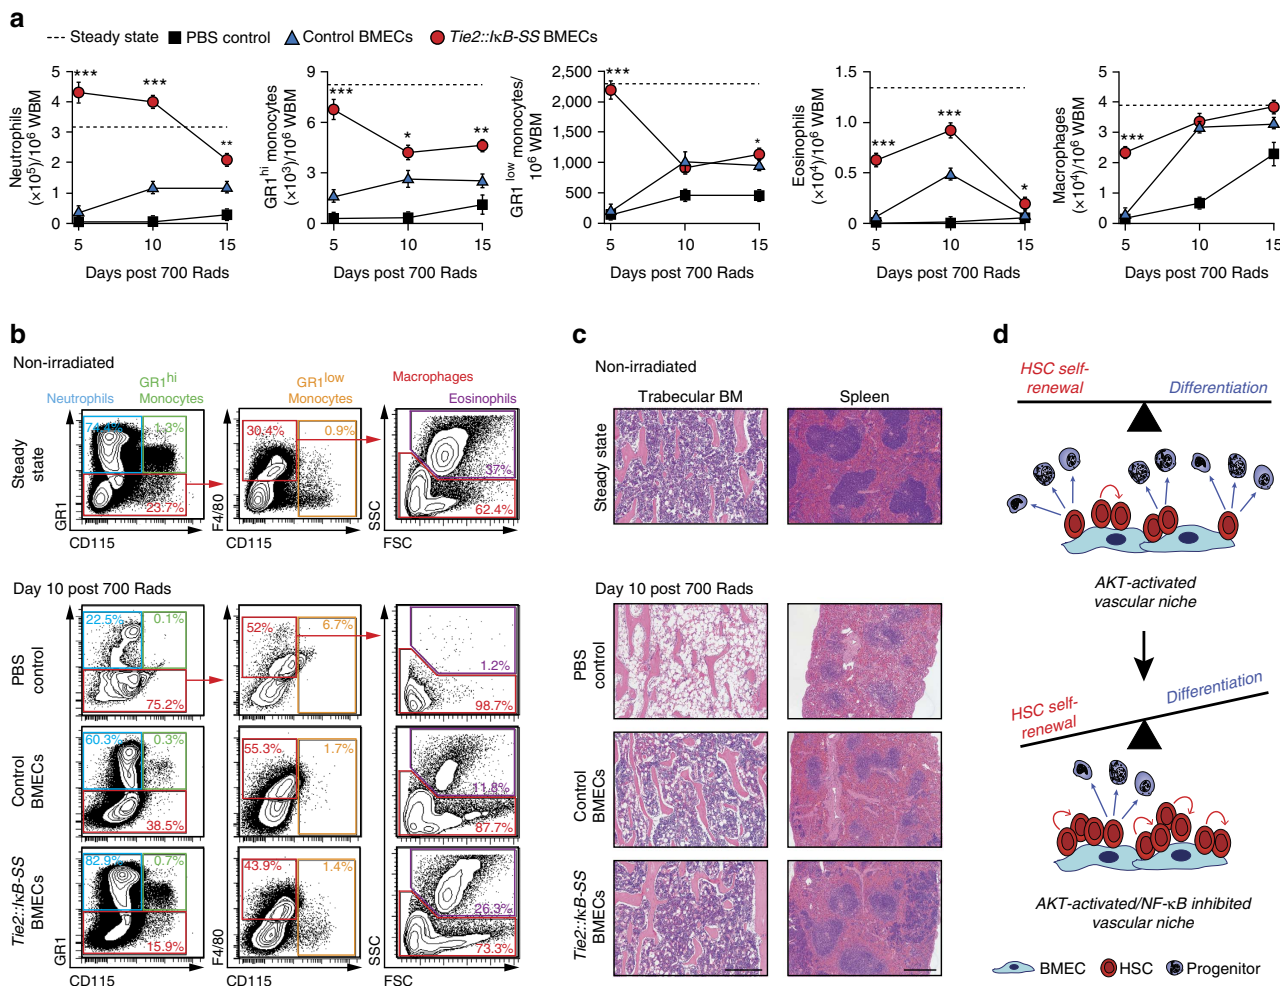 a
Steady state PBS control Control BMECs Tie2::IκB-SS BMECs
Neutrophils (×10⁵)/10⁶ WBM
5
4
3
2
1
0
*** *** **
5 10 15
Days post 700 Rads
GR1hi monocytes (×10³)/10⁶ WBM
9
6
3
0
*** * **
5 10 15
Days post 700 Rads
GR1low monocytes/ 10⁶ WBM
2,500
2,000
1,500
1,000
500
0
*** *
5 10 15
Days post 700 Rads
Eosinophils (×10⁴)/10⁶ WBM
1.5
1.0
0.5
0
*** *** *
5 10 15
Days post 700 Rads
Macrophages (×10⁴)/10⁶ WBM
5
4
3
2
1
0
***
5 10 15
Days post 700 Rads
b
Non-irradiated
Neutrophils
GR1hi
Monocytes
GR1low
Monocytes
Macrophages
Eosinophils
Steady state
1.3%
23.7%
30.4% 0.9%
37%
62.4%
GR1
CD115
F4/80
CD115
SSC
FSC
Day 10 post 700 Rads
PBS control
22.5% 0.1%
75.2%
52% 6.7%
1.2%
98.7%
Control BMECs
60.3% 0.3%
38.5%
55.3% 1.7%
11.8%
87.7%
Tie2::IκB-SS BMECs
82.9% 0.7%
15.9%
43.9% 1.4%
26.3%
73.3%
GR1
CD115
F4/80
CD115
SSC
FSC
c
Non-irradiated
Trabecular BM Spleen
Steady state
Day 10 post 700 Rads
PBS control
Control BMECs
Tie2::IκB-SS BMECs
d
HSC self-
renewal
Differentiation
AKT-activated
vascular niche
HSC self-
renewal
Differentiation
AKT-activated/NF-κB inhibited
vascular niche
BMEC HSC Progenitor